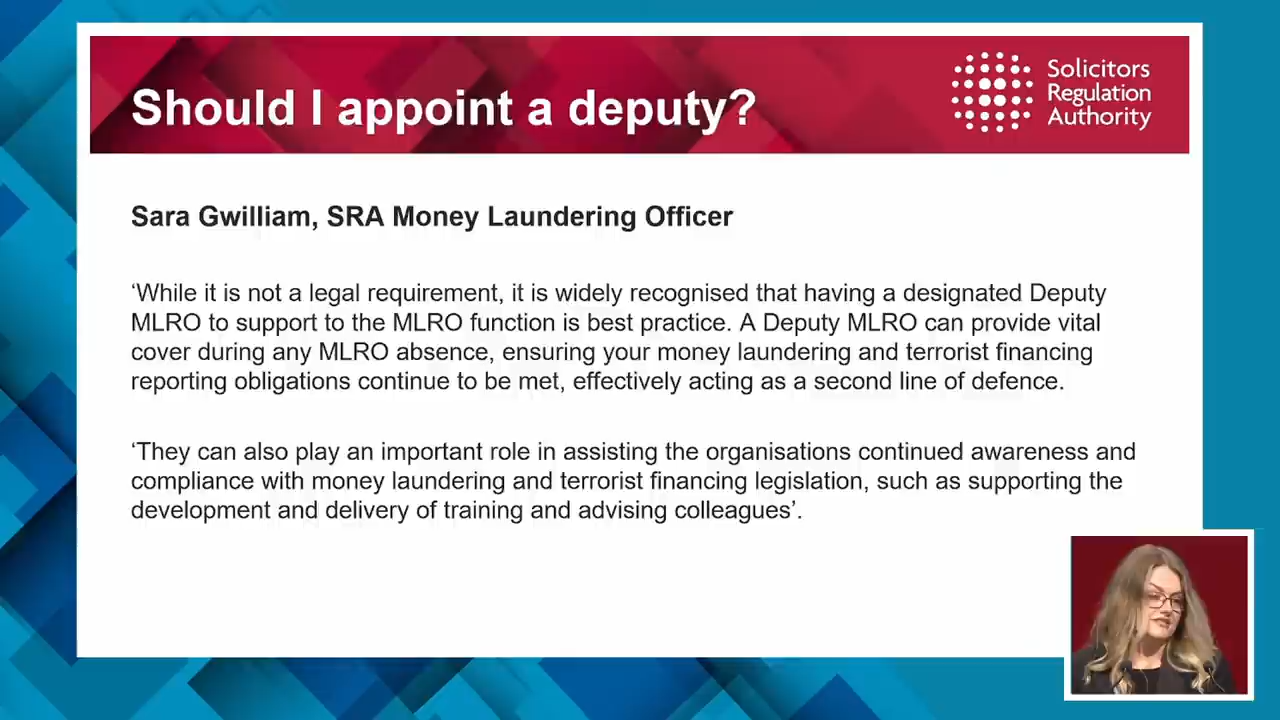 Should I appoint a deputy?
Solicitors
Regulation
Authority
Sara Gwilliam, SRA Money Laundering Officer
‘While it is not a legal requirement, it is widely recognised that having a designated Deputy
MLRO to support to the MLRO function is best practice. A Deputy MLRO can provide vital
cover during any MLRO absence, ensuring your money laundering and terrorist financing
reporting obligations continue to be met, effectively acting as a second line of defence.
‘They can also play an important role in assisting the organisations continued awareness and
compliance with money laundering and terrorist financing legislation, such as supporting the
development and delivery of training and advising colleagues’.